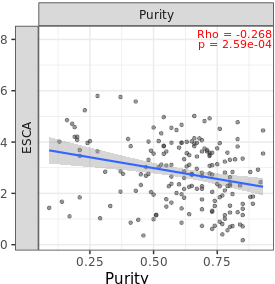 Purity
Rho = -0.268
p = 2.59e-04
8
6
4
2
0
ESCA
0.25
0.50
0.75
Purity